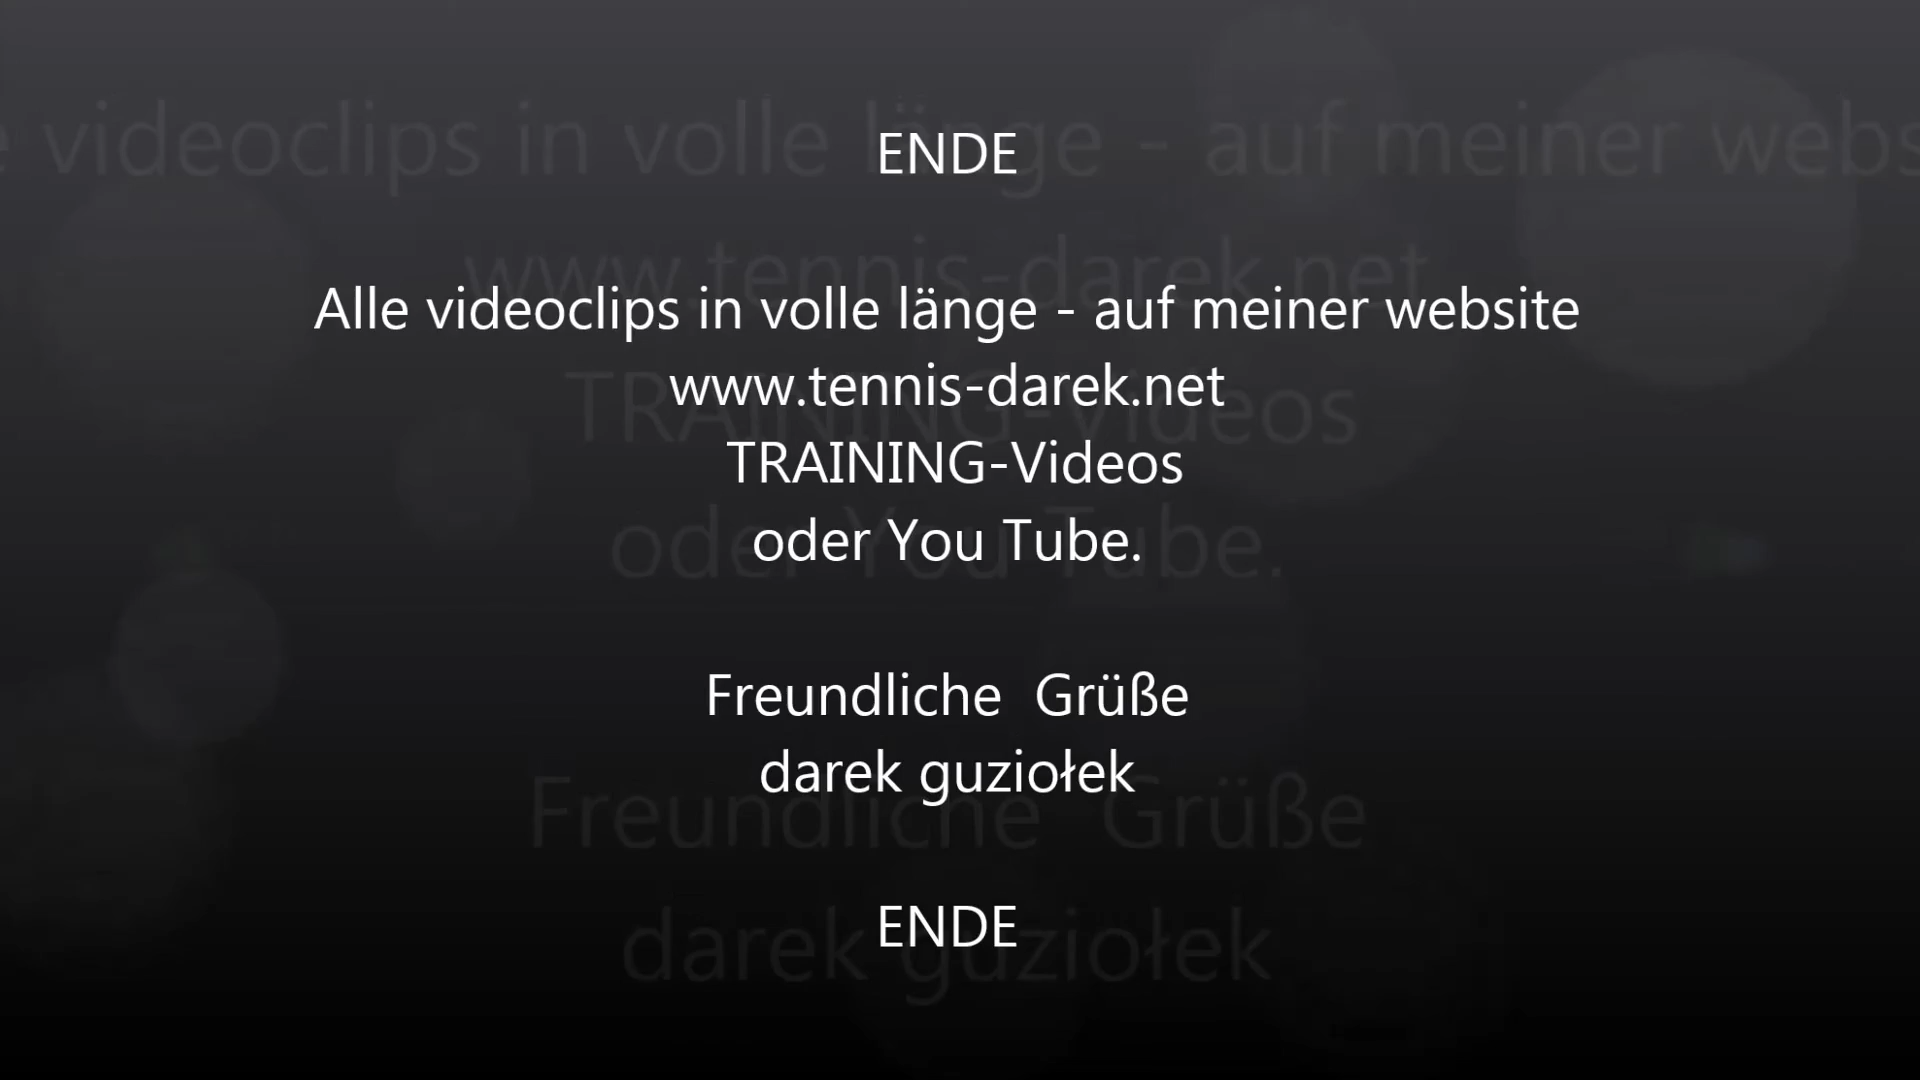 ENDE
Alle videoclips in volle länge - auf meiner website
www.tennis-darek.net
TRAINING-Videos
oder You Tube.
Freundliche  Grüße
darek guziołek
ENDE